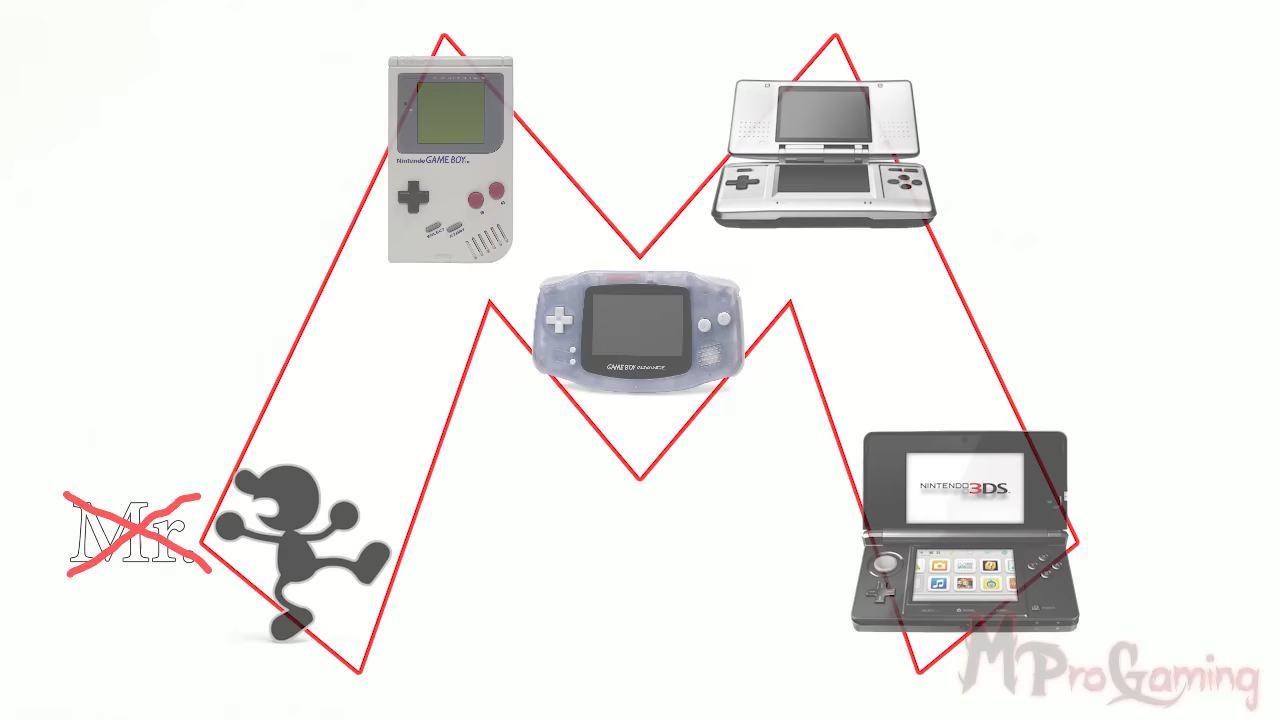 Nintendo GAME BOY
SELECT START
GAME BOY ADVANCE
NINTENDO 3DS
Mr.
MProGaming